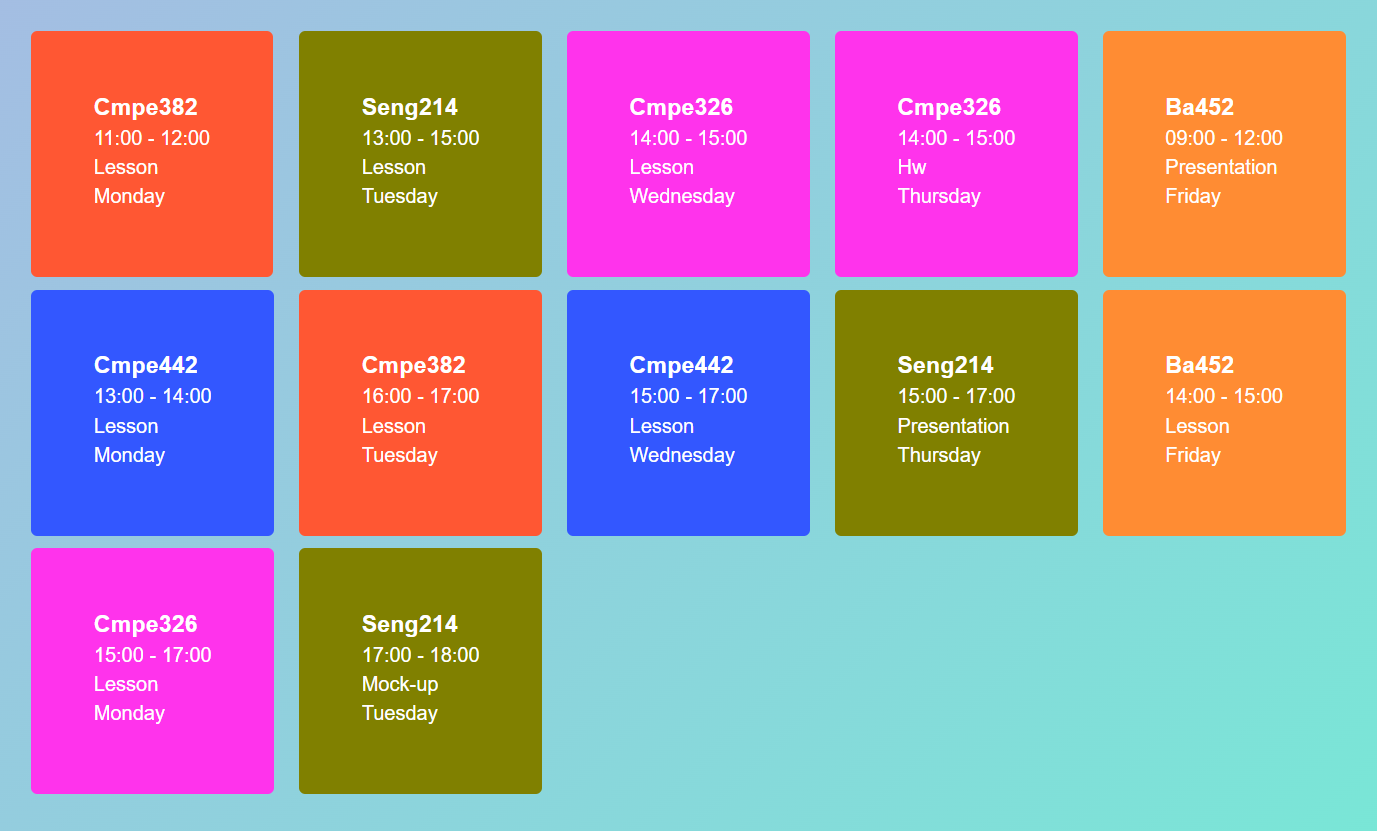 Cmpe382
11:00 - 12:00
Lesson
Monday
Seng214
13:00 - 15:00
Lesson
Tuesday
Cmpe326
14:00 - 15:00
Lesson
Wednesday
Cmpe326
14:00 - 15:00
Hw
Thursday
Ba452
09:00 - 12:00
Presentation
Friday
Cmpe442
13:00 - 14:00
Lesson
Monday
Cmpe382
16:00 - 17:00
Lesson
Tuesday
Cmpe442
15:00 - 17:00
Lesson
Wednesday
Seng214
15:00 - 17:00
Presentation
Thursday
Ba452
14:00 - 15:00
Lesson
Friday
Cmpe326
15:00 - 17:00
Lesson
Monday
Seng214
17:00 - 18:00
Mock-up
Tuesday